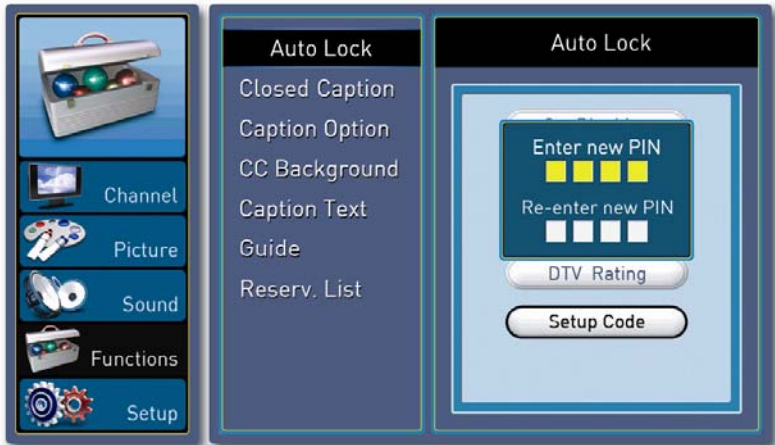 Channel
Picture
Sound
Functions
Setup
Auto Lock
Closed Caption
Caption Option
CC Background
Caption Text
Guide
Reserv. List
Auto Lock
Enter new PIN
Re-enter new PIN
DTV Rating
Setup Code